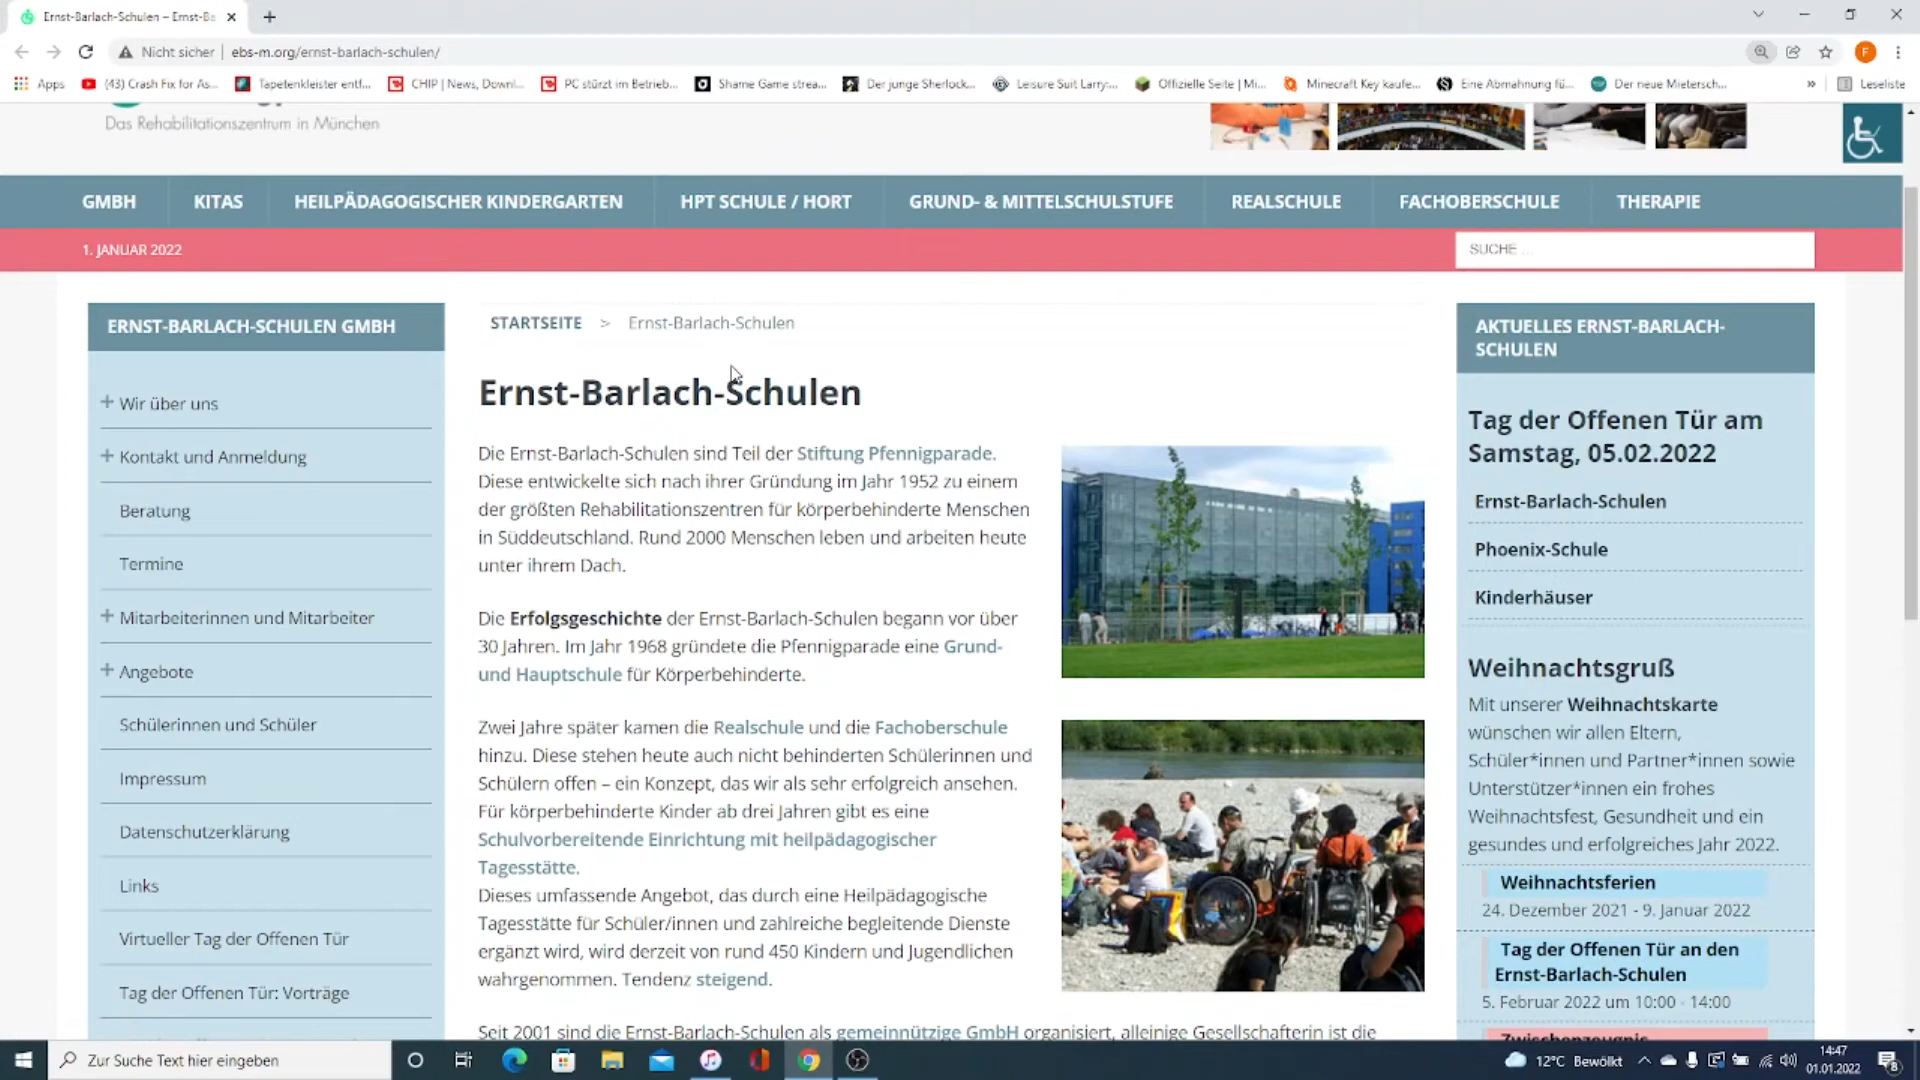 Ernst-Barlach-Schulen – Ernst-Ba
Nicht sicher
ebs-m.org/ernst-barlach-schulen/
F
Apps
(43) Crash Fix for As...
Tapetenkleister entf...
CHIP | News, Downl...
PC stürzt im Betrieb...
Shame Game strea...
Der junge Sherlock...
Leisure Suit Larry:...
Offizielle Seite | Mi...
Minecraft Key kaufe...
Eine Abmahnung fü...
Der neue Mietersch...
»
Leseliste
Das Rehabilitationszentrum in München
GMBH
KITAS
HEILPÄDAGOGISCHER KINDERGARTEN
HPT SCHULE / HORT
GRUND- & MITTELSCHULSTUFE
REALSCHULE
FACHOBERSCHULE
THERAPIE
1. JANUAR 2022
SUCHE ...
ERNST-BARLACH-SCHULEN GMBH
+ Wir über uns
+ Kontakt und Anmeldung
Beratung
Termine
+ Mitarbeiterinnen und Mitarbeiter
+ Angebote
Schülerinnen und Schüler
Impressum
Datenschutzerklärung
Links
Virtueller Tag der Offenen Tür
Tag der Offenen Tür: Vorträge
STARTSEITE > Ernst-Barlach-Schulen
Ernst-Barlach-Schulen
Die Ernst-Barlach-Schulen sind Teil der Stiftung Pfennigparade.
Diese entwickelte sich nach ihrer Gründung im Jahr 1952 zu einem
der größten Rehabilitationszentren für körperbehinderte Menschen
in Süddeutschland. Rund 2000 Menschen leben und arbeiten heute
unter ihrem Dach.
Die Erfolgsgeschichte der Ernst-Barlach-Schulen begann vor über
30 Jahren. Im Jahr 1968 gründete die Pfennigparade eine Grund-
und Hauptschule für Körperbehinderte.
Zwei Jahre später kamen die Realschule und die Fachoberschule
hinzu. Diese stehen heute auch nicht behinderten Schülerinnen und
Schülern offen – ein Konzept, das wir als sehr erfolgreich ansehen.
Für körperbehinderte Kinder ab drei Jahren gibt es eine
Schulvorbereitende Einrichtung mit heilpädagogischer
Tagesstätte.
Dieses umfassende Angebot, das durch eine Heilpädagogische
Tagesstätte für Schüler/innen und zahlreiche begleitende Dienste
ergänzt wird, wird derzeit von rund 450 Kindern und Jugendlichen
wahrgenommen. Tendenz steigend.
Seit 2001 sind die Ernst-Barlach-Schulen als gemeinnützige GmbH organisiert, alleinige Gesellschafterin ist die
AKTUELLES ERNST-BARLACH-
SCHULEN
Tag der Offenen Tür am
Samstag, 05.02.2022
Ernst-Barlach-Schulen
Phoenix-Schule
Kinderhäuser
Weihnachtsgruß
Mit unserer Weihnachtskarte
wünschen wir allen Eltern,
Schüler*innen und Partner*innen sowie
Unterstützer*innen ein frohes
Weihnachtsfest, Gesundheit und ein
gesundes und erfolgreiches Jahr 2022.
Weihnachtsferien
24. Dezember 2021 - 9. Januar 2022
Tag der Offenen Tür an den
Ernst-Barlach-Schulen
5. Februar 2022 um 10:00 - 14:00
Zwischenzeugnis
Zur Suche Text hier eingeben
12°C Bewölkt
14:47
01.01.2022
8